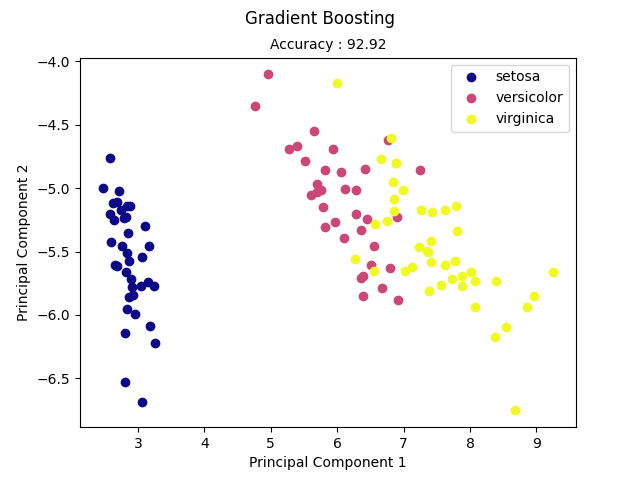 Gradient Boosting
Accuracy : 92.92
setosa
versicolor
virginica
−4.0
−4.5
−5.0
−5.5
−6.0
−6.5
Principal Component 2
3 4 5 6 7 8 9
Principal Component 1